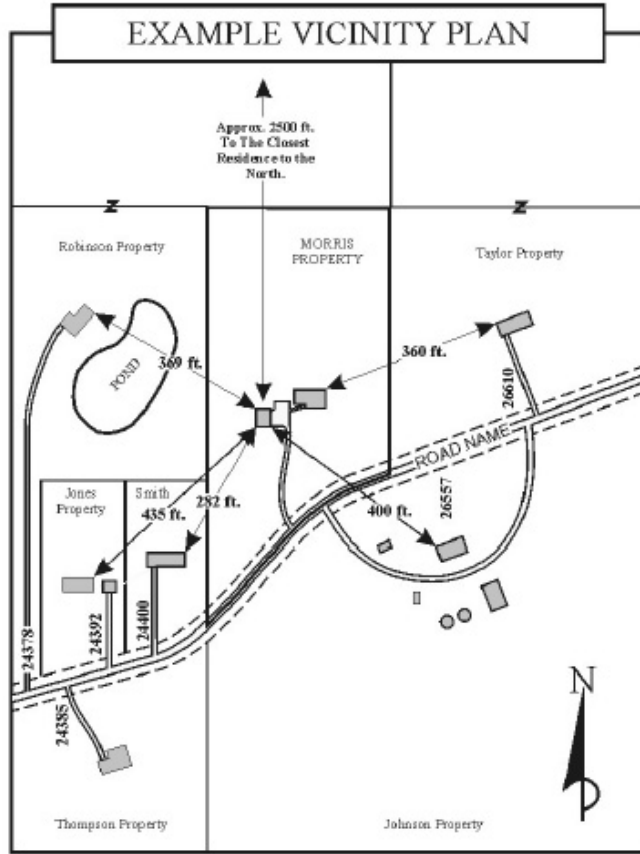 EXAMPLE VICINITY PLAN
Approx. 2500 ft.
To The Closest
Residence to the
North.
Z
Z
Robinson Property
MORRIS
PROPERTY
Taylor Property
POND
369 ft.
360 ft.
26610
ROAD NAME
Jones
Property
Smith
282 ft.
435 ft.
400 ft.
26557
24378
24392
124400
24385
N
Thompson Property
Johnson Property